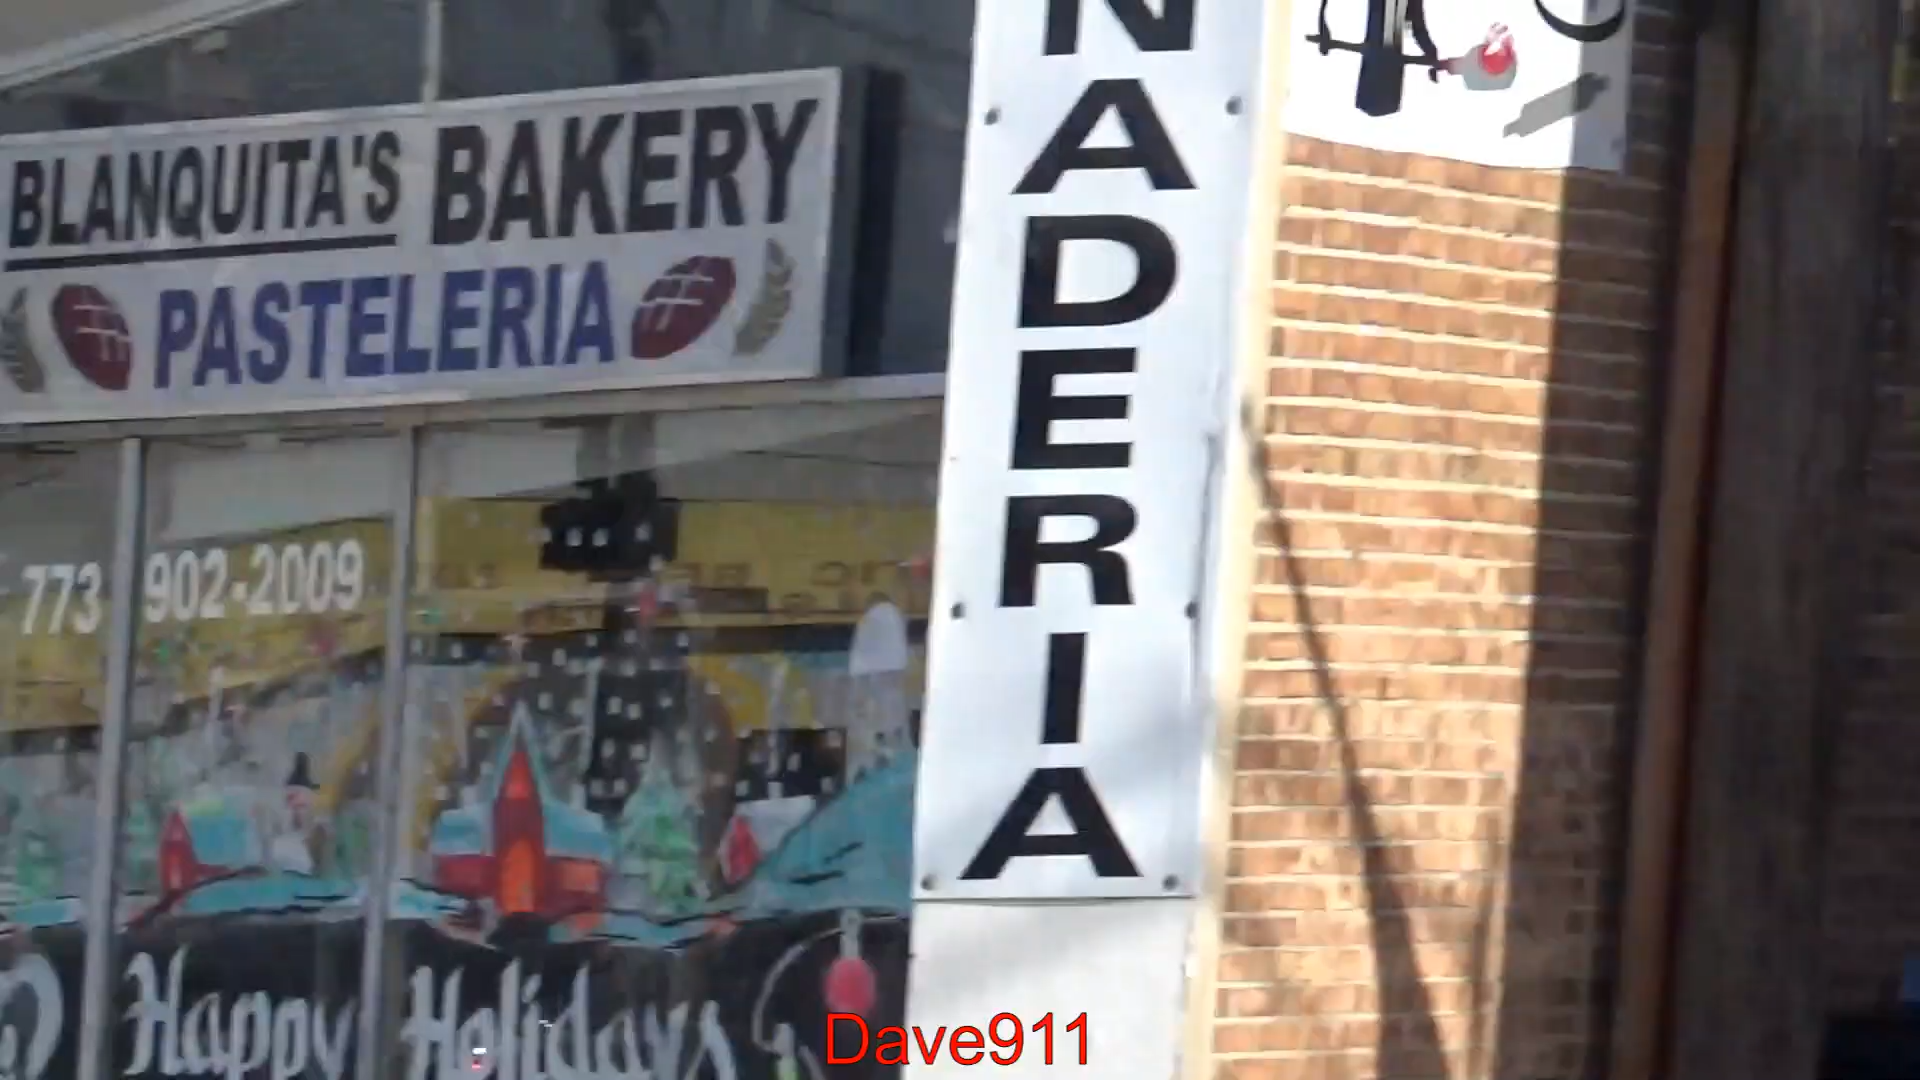 BLANQUITA'S BAKERY
PASTELERIA
773 902-2009
Happy Holidays
N
A
D
E
R
I
A
Dave911